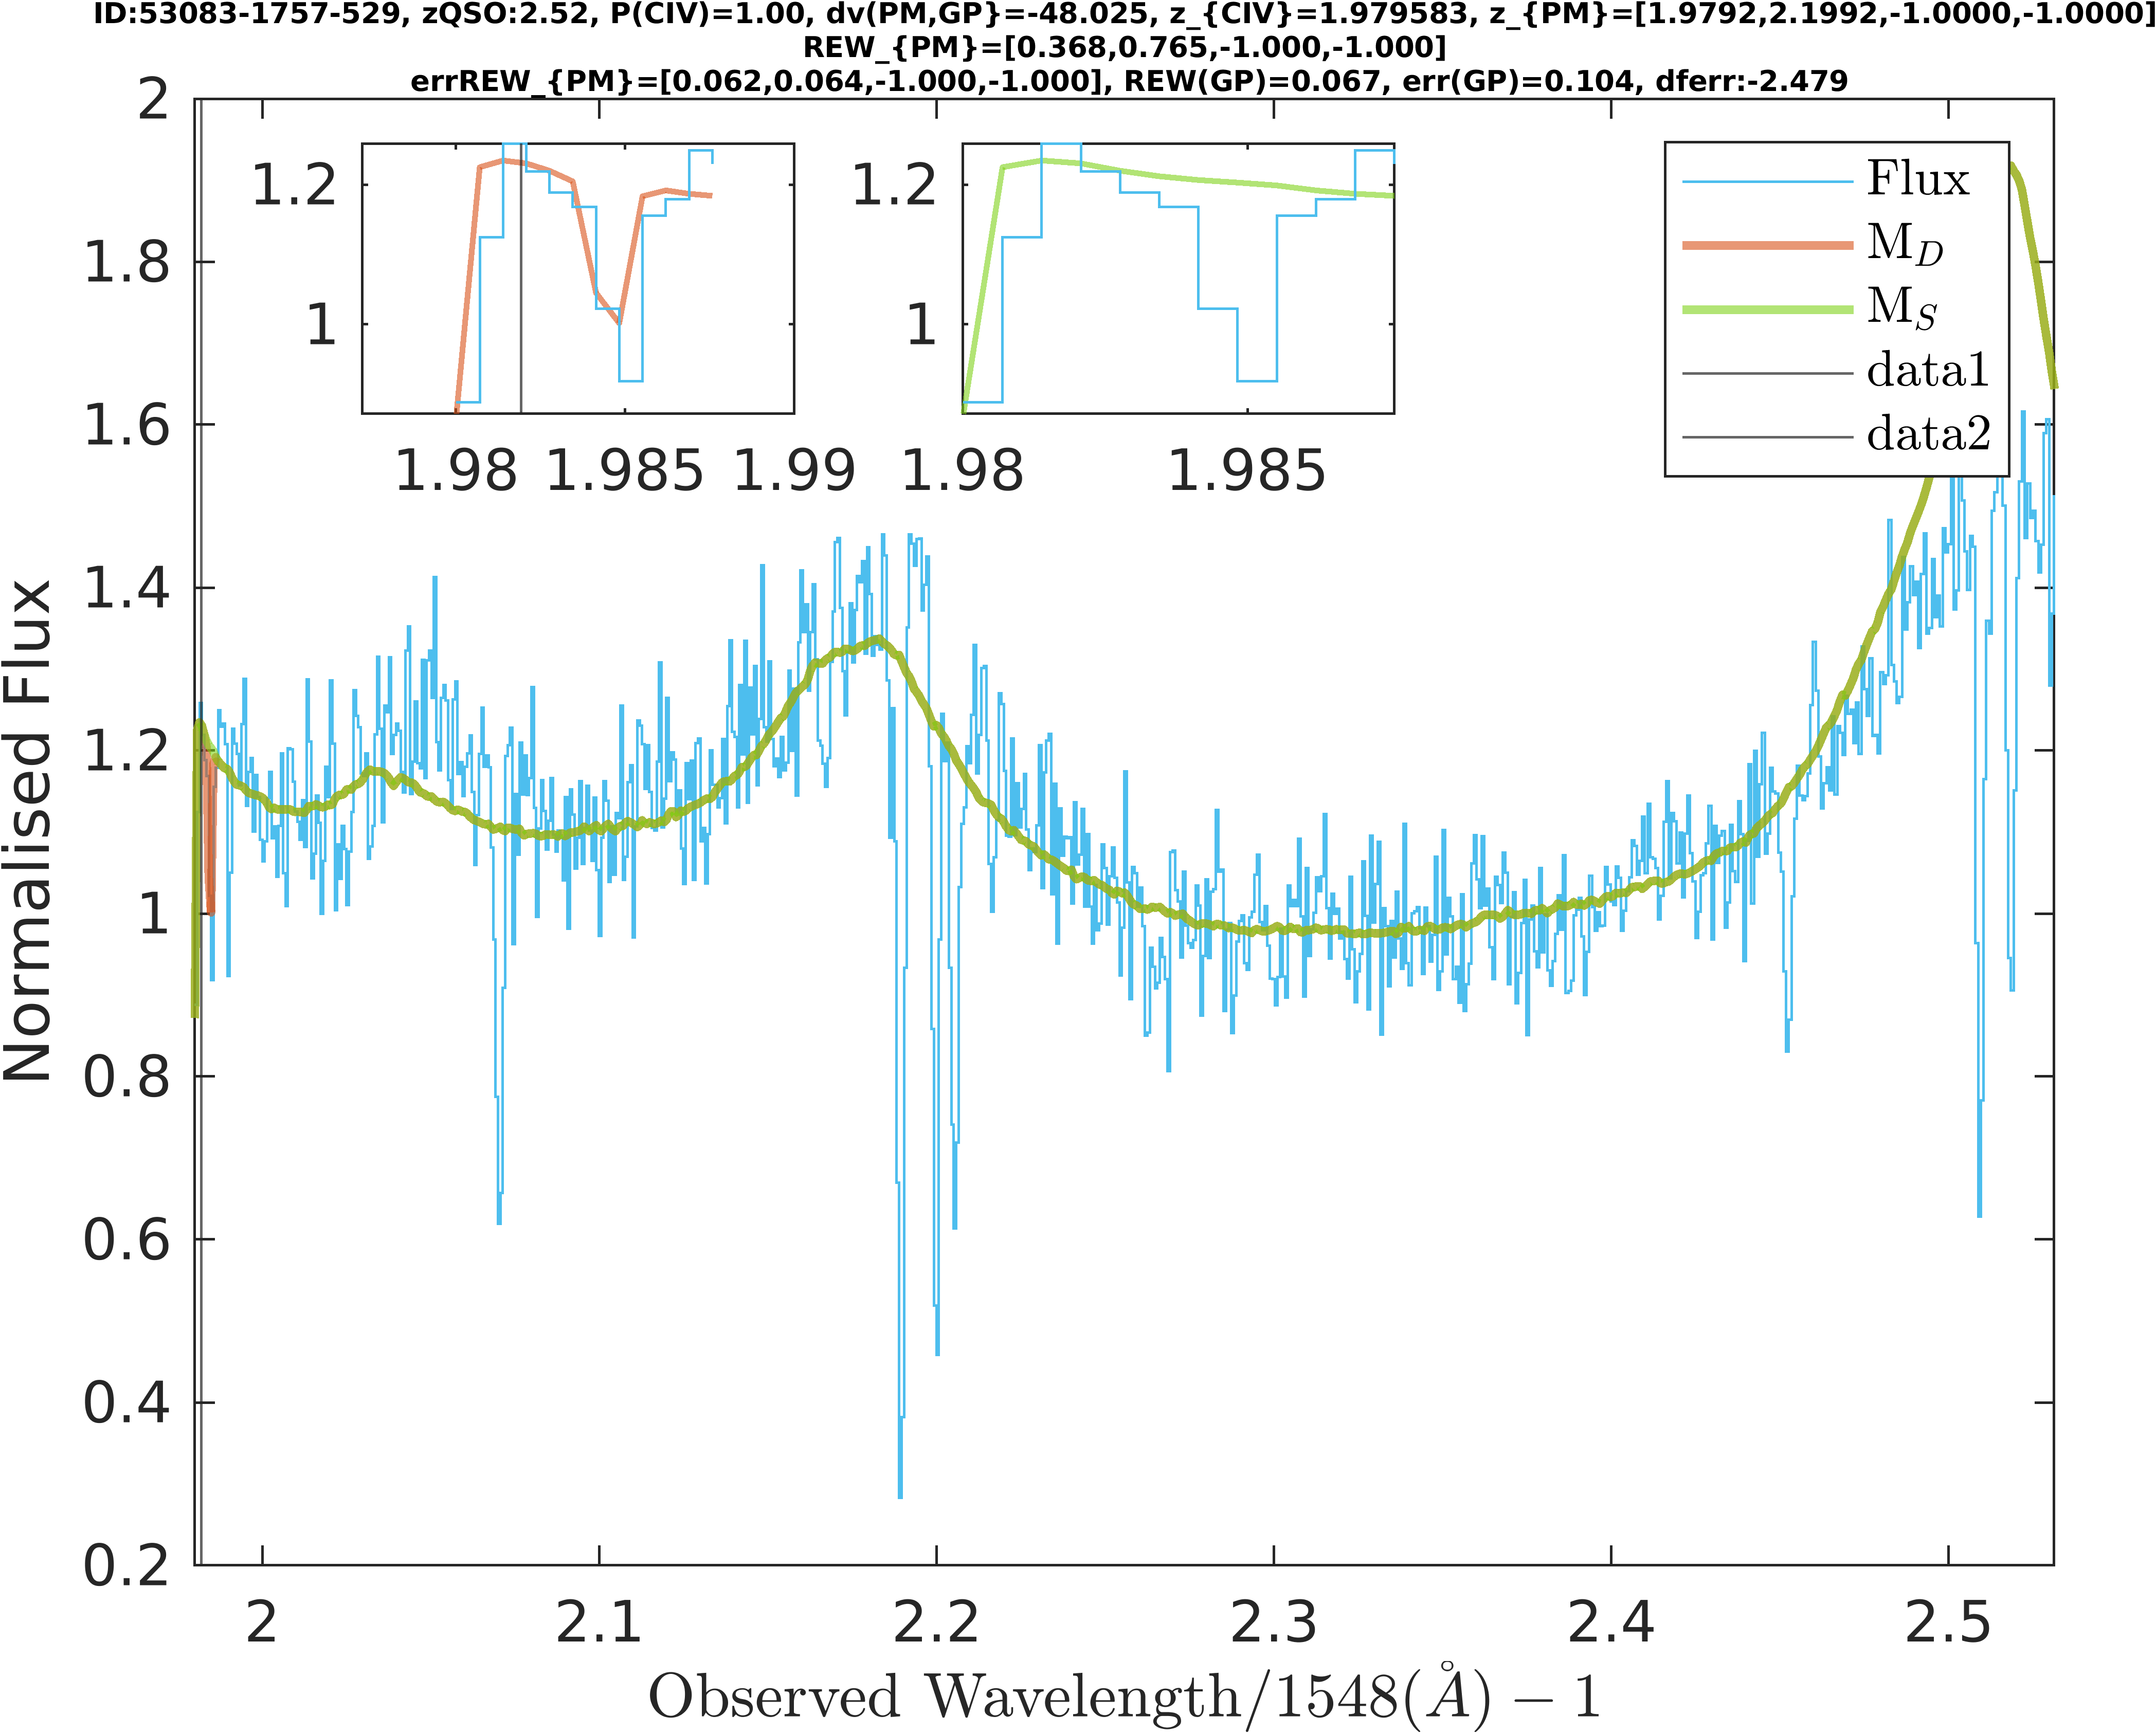 ID:53083-1757-529, zQSO:2.52, P(CIV)=1.00, dv(PM,GP}=-48.025, z_{CIV}=1.979583, z_{PM}=[1.9792,2.1992,-1.0000,-1.0000]
REW_{PM}=[0.368,0.765,-1.000,-1.000]
errREW_{PM}=[0.062,0.064,-1.000,-1.000], REW(GP)=0.067, err(GP)=0.104, dferr:-2.479
2
1.8
1.6
1.4
1.2
1
0.8
0.6
0.4
0.2
Normalised Flux
1.2
1
1.98 1.985 1.99
1.2
1
1.98 1.985
Flux
M_D
M_S
data1
data2
2 2.1 2.2 2.3 2.4 2.5
Observed Wavelength/1548(Å) − 1